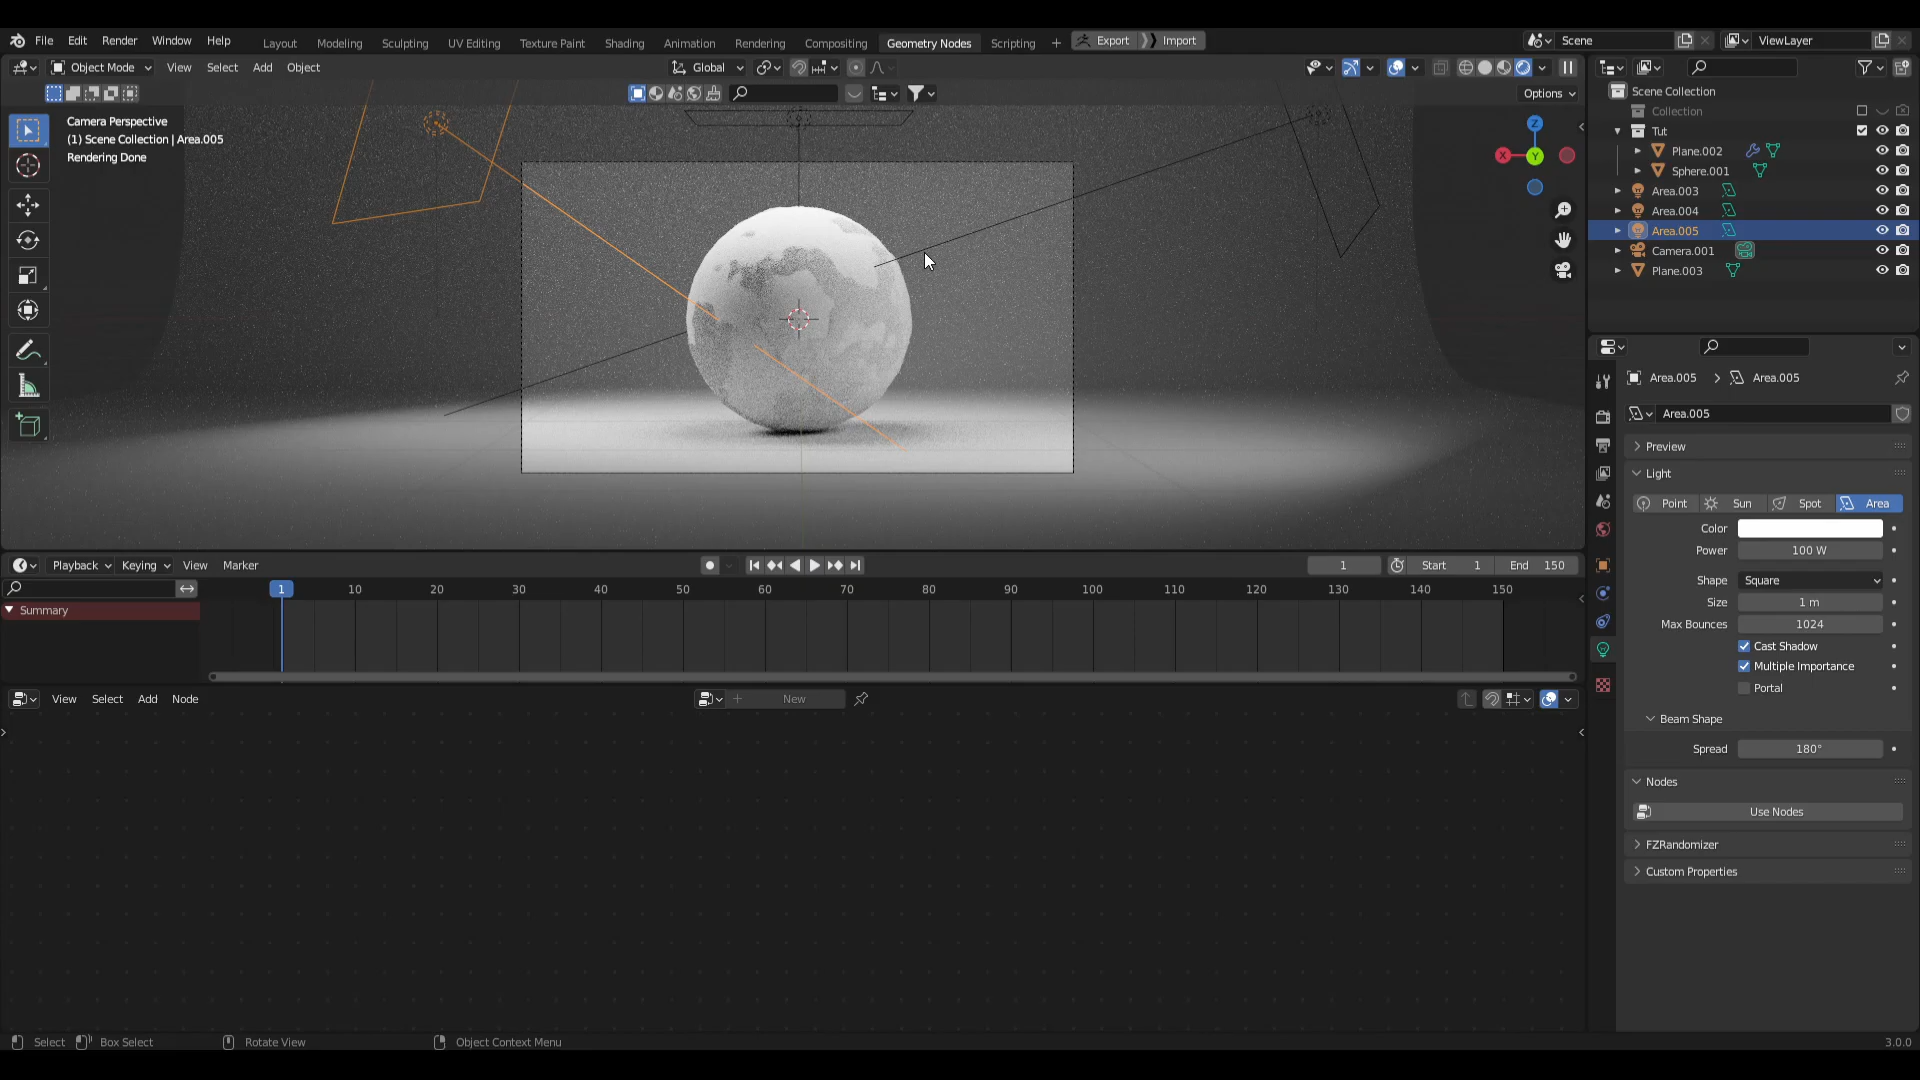 File Edit Render Window Help Layout Modeling Sculpting UV Editing Texture Paint Shading Animation Rendering Compositing Geometry Nodes Scripting + Export Import Scene ViewLayer
Object Mode View Select Add Object Global
Options
Camera Perspective
(1) Scene Collection | Area.005
Rendering Done
Z
X
Y
Scene Collection
Collection
Tut
Plane.002
Sphere.001
Area.003
Area.004
Area.005
Camera.001
Plane.003
Area.005 Area.005
Area.005
Preview
Light
Point Sun Spot Area
Color
Power 100 W
Shape Square
Size 1 m
Max Bounces 1024
Cast Shadow
Multiple Importance
Portal
Beam Shape
Spread 180°
Nodes
Use Nodes
FZRandomizer
Custom Properties
Playback Keying View Marker 1 Start 1 End 150
1 10 20 30 40 50 60 70 80 90 100 110 120 130 140 150
Summary
View Select Add Node New
Select Box Select Rotate View Object Context Menu 3.0.0